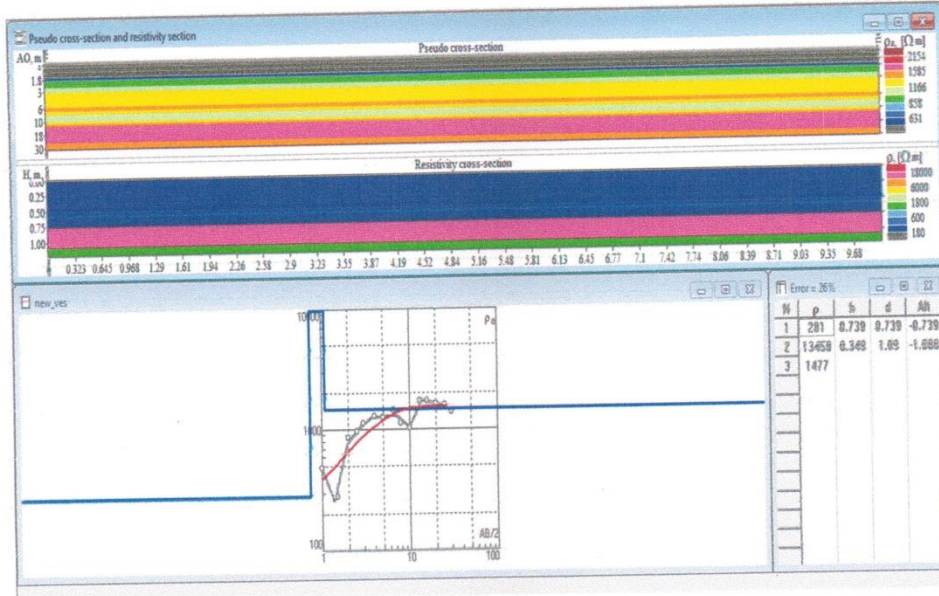 Pseudo cross-section and resistivity section
AO, m
Pseudo cross-section
ρa, [Ωm]
1.8
3
6
10
18
30
2154
1585
1166
858
631
Resistivity cross-section
H, m
0.25
0.50
0.75
1.00
ρ, [Ωm]
18000
6000
1800
600
180
0 0.323 0.645 0.968 1.29 1.61 1.94 2.26 2.58 2.9 3.23 3.55 3.87 4.19 4.52 4.84 5.16 5.48 5.81 6.13 6.45 6.77 7.1 7.42 7.74 8.06 8.39 8.71 9.03 9.35 9.68
new_ves
ρa
1000
100
AB/2
1 10 100
Error = 26%
% ρ h d Alt
1 281 0.739 0.739 -0.739
2 13459 0.349 1.09
3 1477